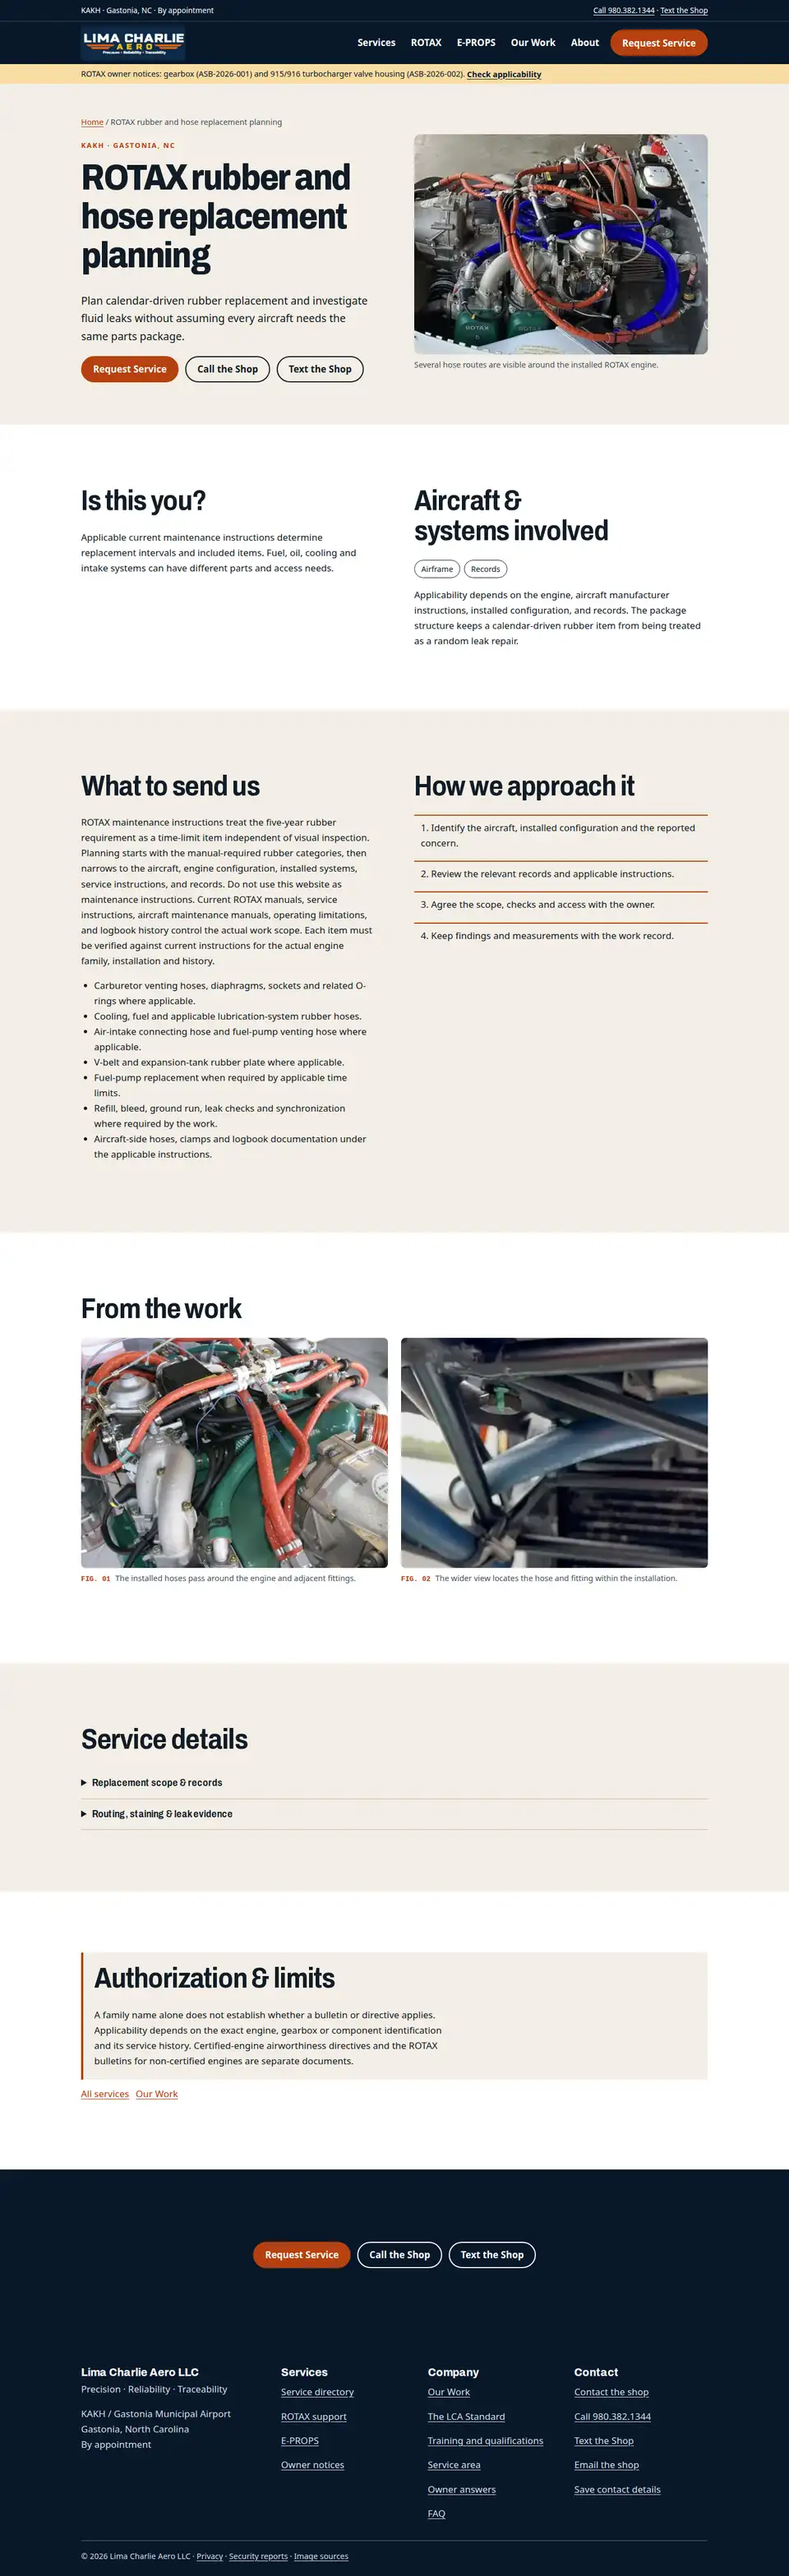 KAKH · Gastonia, NC · By appointment
Call 980.382.1344 · Text the Shop
LIMA CHARLIE
AERO
Precision • Reliability • Traceability
Services
ROTAX
E-PROPS
Our Work
About
Request Service
ROTAX owner notices: gearbox (ASB-2026-001) and 915/916 turbocharger valve housing (ASB-2026-002). Check applicability
Home / ROTAX rubber and hose replacement planning
KAKH · GASTONIA, NC
ROTAX rubber and
hose replacement
planning
Plan calendar-driven rubber replacement and investigate
fluid leaks without assuming every aircraft needs the
same parts package.
Request Service
Call the Shop
Text the Shop
ROTAX
ROTAX
Several hose routes are visible around the installed ROTAX engine.
Is this you?
Applicable current maintenance instructions determine
replacement intervals and included items. Fuel, oil, cooling and
intake systems can have different parts and access needs.
Aircraft &
systems involved
Airframe
Records
Applicability depends on the engine, aircraft manufacturer
instructions, installed configuration, and records. The package
structure keeps a calendar-driven rubber item from being treated
as a random leak repair.
What to send us
ROTAX maintenance instructions treat the five-year rubber
requirement as a time-limit item independent of visual inspection.
Planning starts with the manual-required rubber categories, then
narrows to the aircraft, engine configuration, installed systems,
service instructions, and records. Do not use this website as
maintenance instructions. Current ROTAX manuals, service
instructions, aircraft maintenance manuals, operating limitations,
and logbook history control the actual work scope. Each item must
be verified against current instructions for the actual engine
family, installation and history.
• Carburetor venting hoses, diaphragms, sockets and related O-
rings where applicable.
• Cooling, fuel and applicable lubrication-system rubber hoses.
• Air-intake connecting hose and fuel-pump venting hose where
applicable.
• V-belt and expansion-tank rubber plate where applicable.
• Fuel-pump replacement when required by applicable time
limits.
• Refill, bleed, ground run, leak checks and synchronization
where required by the work.
• Aircraft-side hoses, clamps and logbook documentation under
the applicable instructions.
How we approach it
1. Identify the aircraft, installed configuration and the reported
concern.
2. Review the relevant records and applicable instructions.
3. Agree the scope, checks and access with the owner.
4. Keep findings and measurements with the work record.
From the work
FIG. 01 The installed hoses pass around the engine and adjacent fittings.
FIG. 02 The wider view locates the hose and fitting within the installation.
Service details
Replacement scope & records
Routing, staining & leak evidence
Authorization & limits
A family name alone does not establish whether a bulletin or directive applies.
Applicability depends on the exact engine, gearbox or component identification
and its service history. Certified-engine airworthiness directives and the ROTAX
bulletins for non-certified engines are separate documents.
All services Our Work
Request Service
Call the Shop
Text the Shop
Lima Charlie Aero LLC
Precision · Reliability · Traceability
KAKH / Gastonia Municipal Airport
Gastonia, North Carolina
By appointment
Services
Service directory
ROTAX support
E-PROPS
Owner notices
Company
Our Work
The LCA Standard
Training and qualifications
Service area
Owner answers
FAQ
Contact
Contact the shop
Call 980.382.1344
Text the Shop
Email the shop
Save contact details
© 2026 Lima Charlie Aero LLC · Privacy · Security reports · Image sources